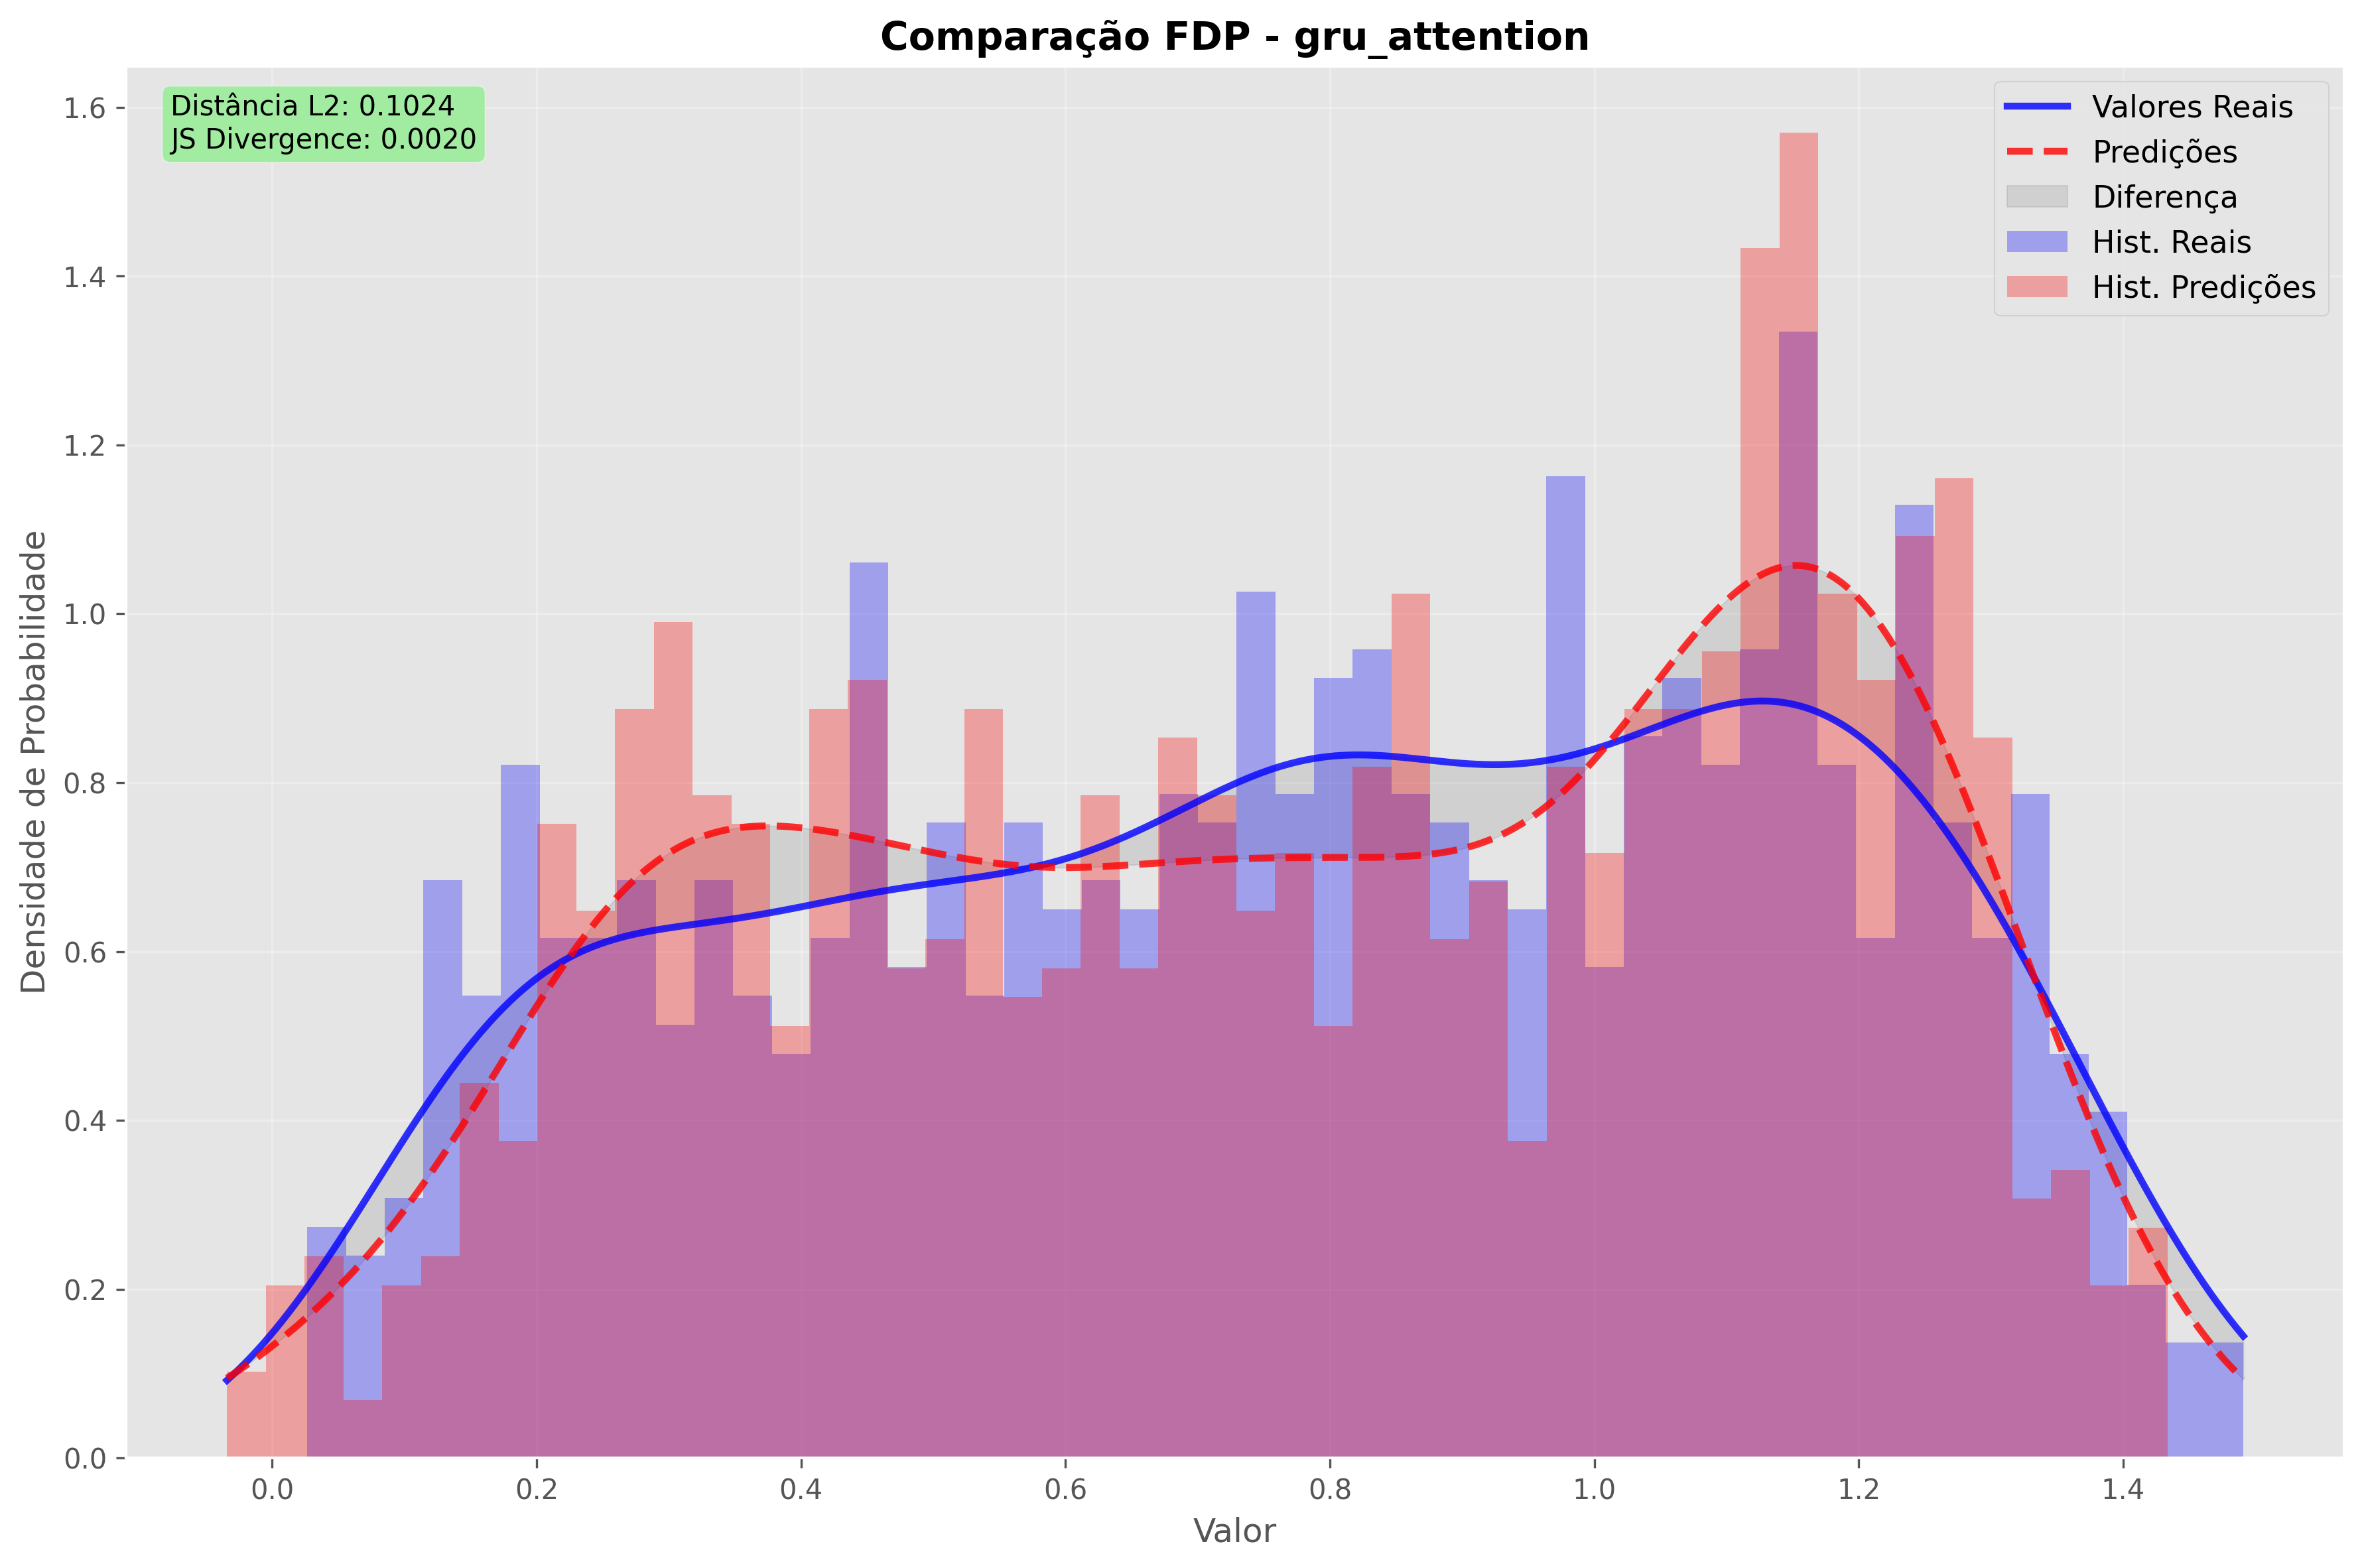 Comparação FDP - gru_attention
Distância L2: 0.1024
JS Divergence: 0.0020
Valores Reais
Predições
Diferença
Hist. Reais
Hist. Predições
Densidade de Probabilidade
1.6
1.4
1.2
1.0
0.8
0.6
0.4
0.2
0.0
0.0 0.2 0.4 0.6 0.8 1.0 1.2 1.4
Valor